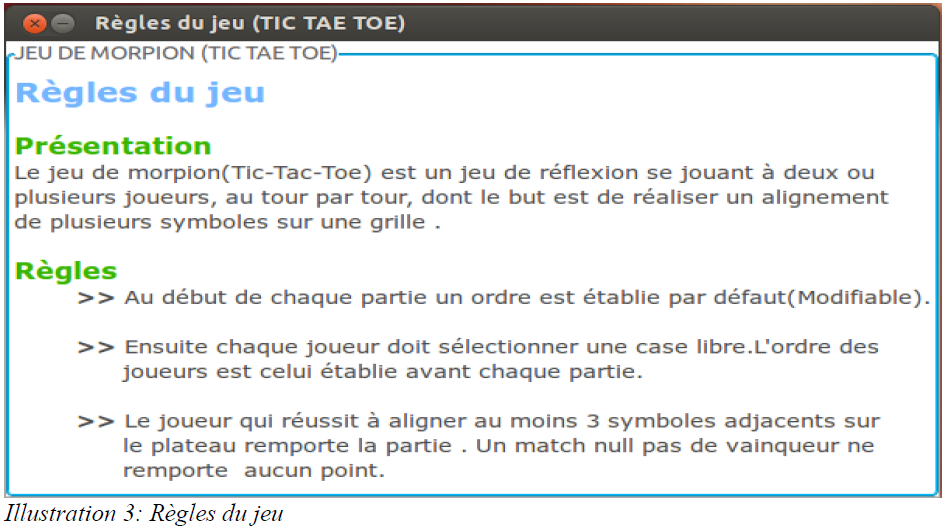 Règles du jeu (TIC TAE TOE)
JEU DE MORPION (TIC TAE TOE)
Règles du jeu
Présentation
Le jeu de morpion(Tic-Tac-Toe) est un jeu de réflexion se jouant à deux ou
plusieurs joueurs, au tour par tour, dont le but est de réaliser un alignement
de plusieurs symboles sur une grille .
Règles
>> Au début de chaque partie un ordre est établie par défaut(Modifiable).
>> Ensuite chaque joueur doit sélectionner une case libre.L'ordre des
joueurs est celui établie avant chaque partie.
>> Le joueur qui réussit à aligner au moins 3 symboles adjacents sur
le plateau remporte la partie . Un match null pas de vainqueur ne
remporte  aucun point.
Illustration 3: Règles du jeu